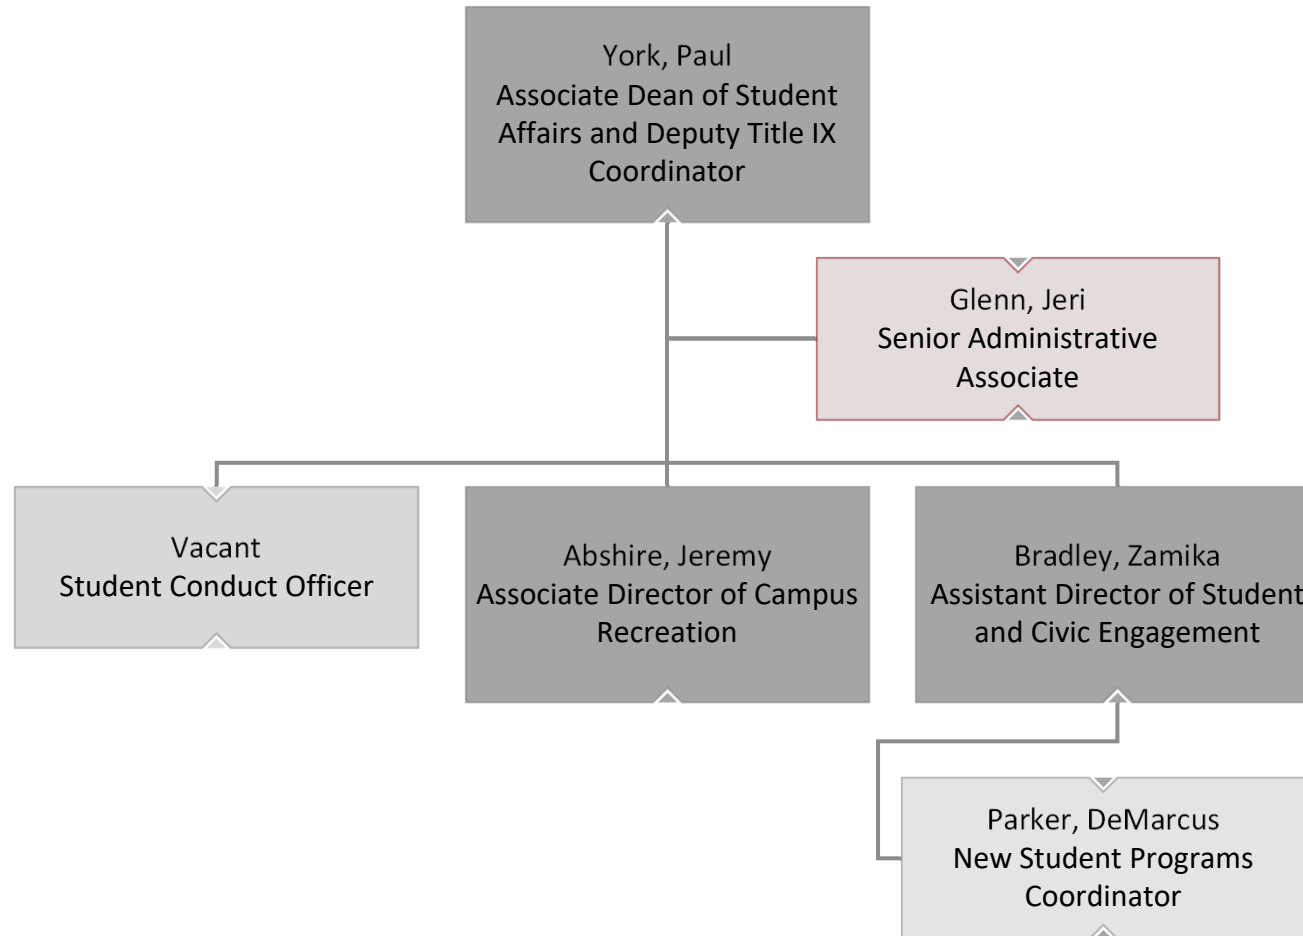 York, Paul
Associate Dean of Student
Affairs and Deputy Title IX
Coordinator
Glenn, Jeri
Senior Administrative
Associate
Vacant
Student Conduct Officer
Abshire, Jeremy
Associate Director of Campus
Recreation
Bradley, Zamika
Assistant Director of Student
and Civic Engagement
Parker, DeMarcus
New Student Programs
Coordinator